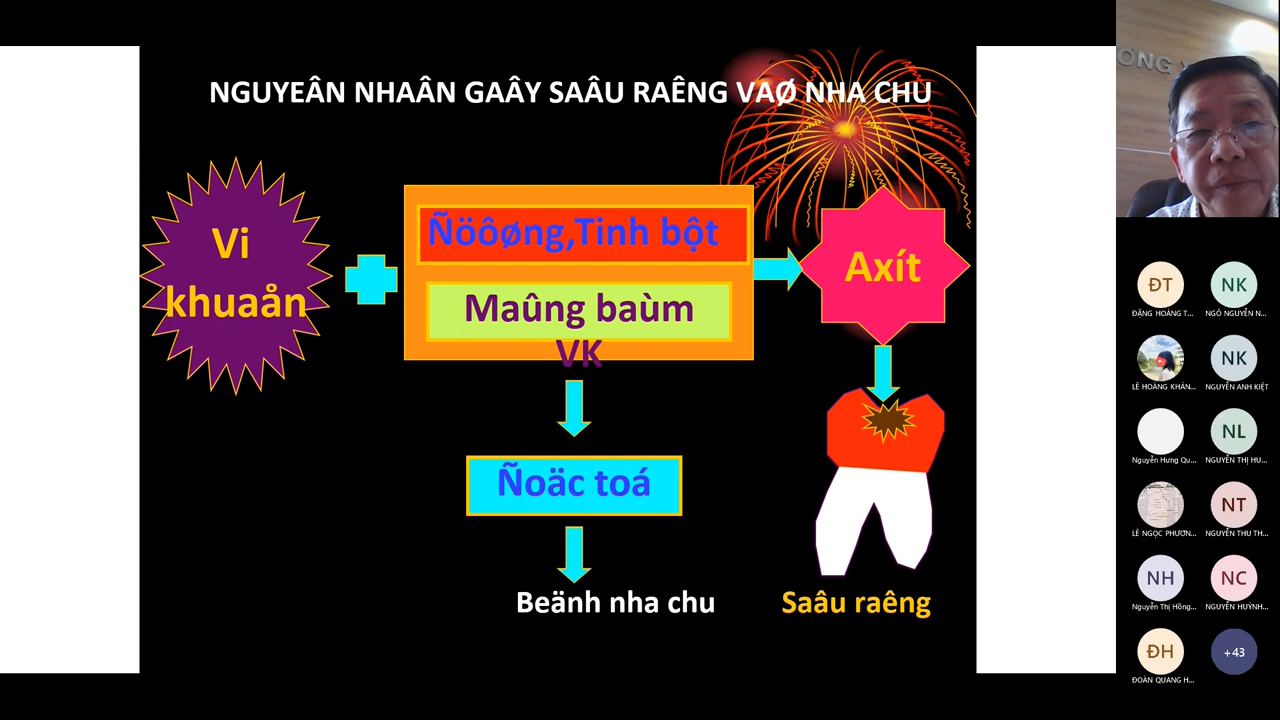 NGUYEÂN NHAÂN GAÂY SAÂU RAÊNG VAØ NHA CHU
Vi
khuaån
Ñöôøng,Tinh bột
Maûng baùm
VK
Axít
Ñoäc toá
Beänh nha chu
Saâu raêng
ĐT
ĐẶNG HOÀNG T...
NK
NGÔ NGUYỄN N...
LÊ HOÀNG KHÁN...
NK
NGUYỄN ANH KIỆT
Nguyễn Hưng Qu...
NL
NGUYỄN THỊ HU...
LÊ NGỌC PHƯƠN...
NT
NGUYỄN THU TH...
NH
Nguyễn Thị Hồng...
NC
NGUYỄN HUỲNH...
ĐH
ĐOÀN QUANG H...
+43